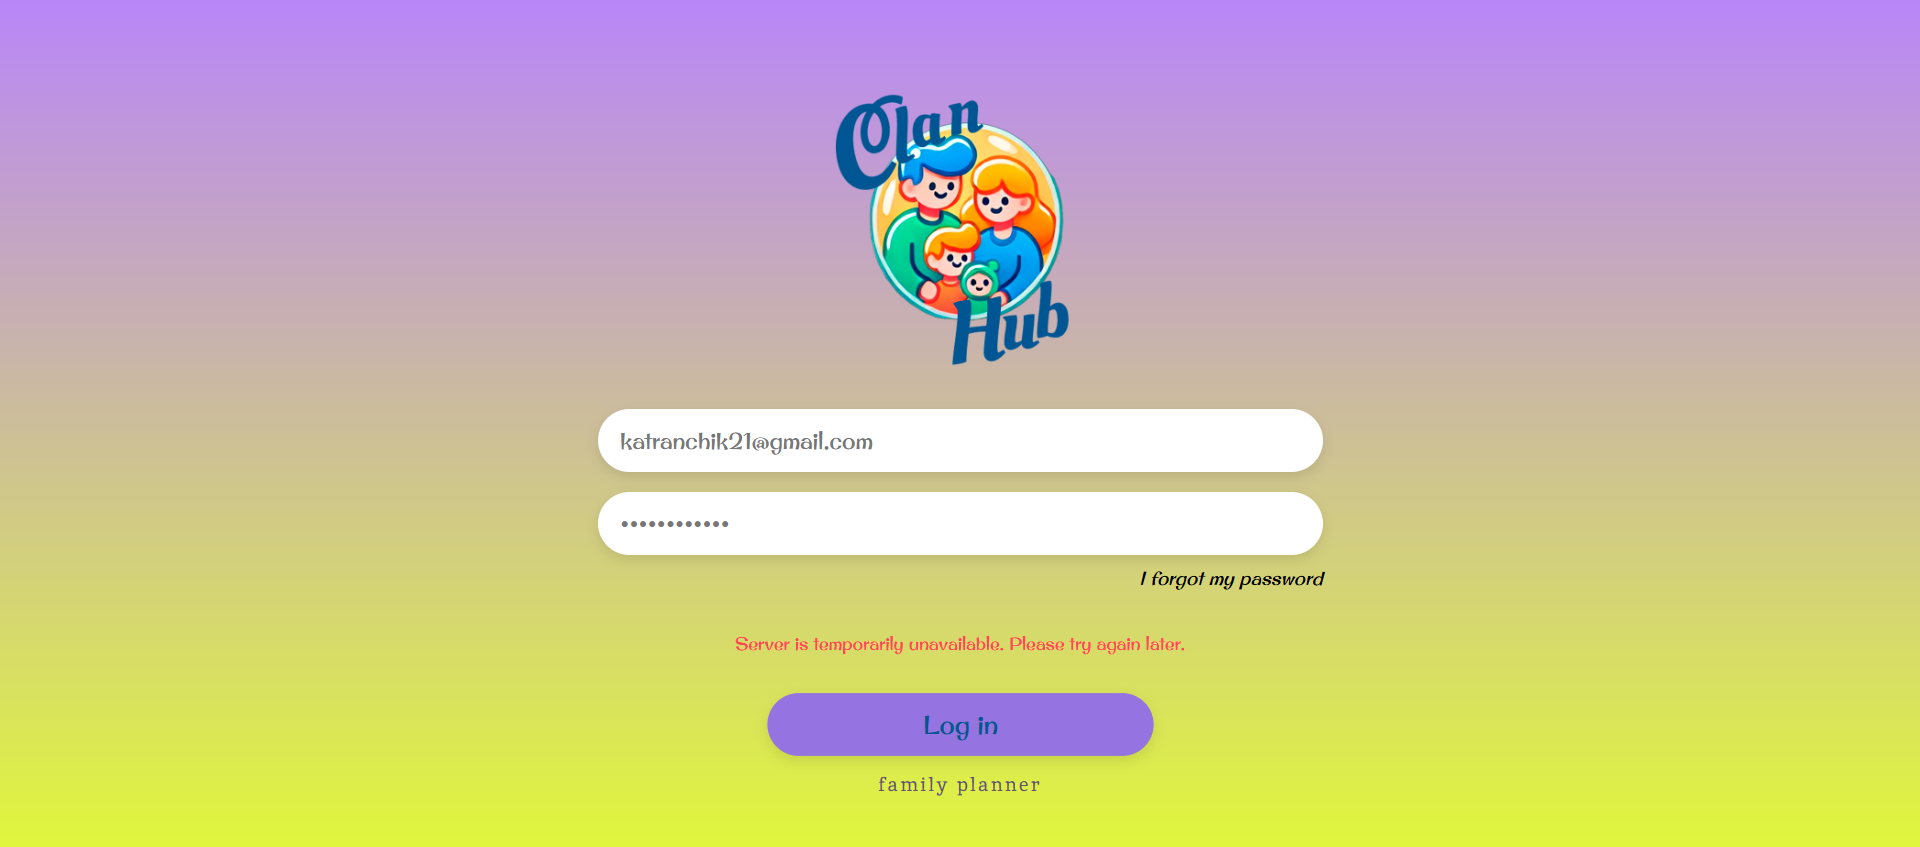 Clan
Hub
katranchik21@gmail.com
••••••••••••
I forgot my password
Server is temporarily unavailable. Please try again later.
Log in
family planner